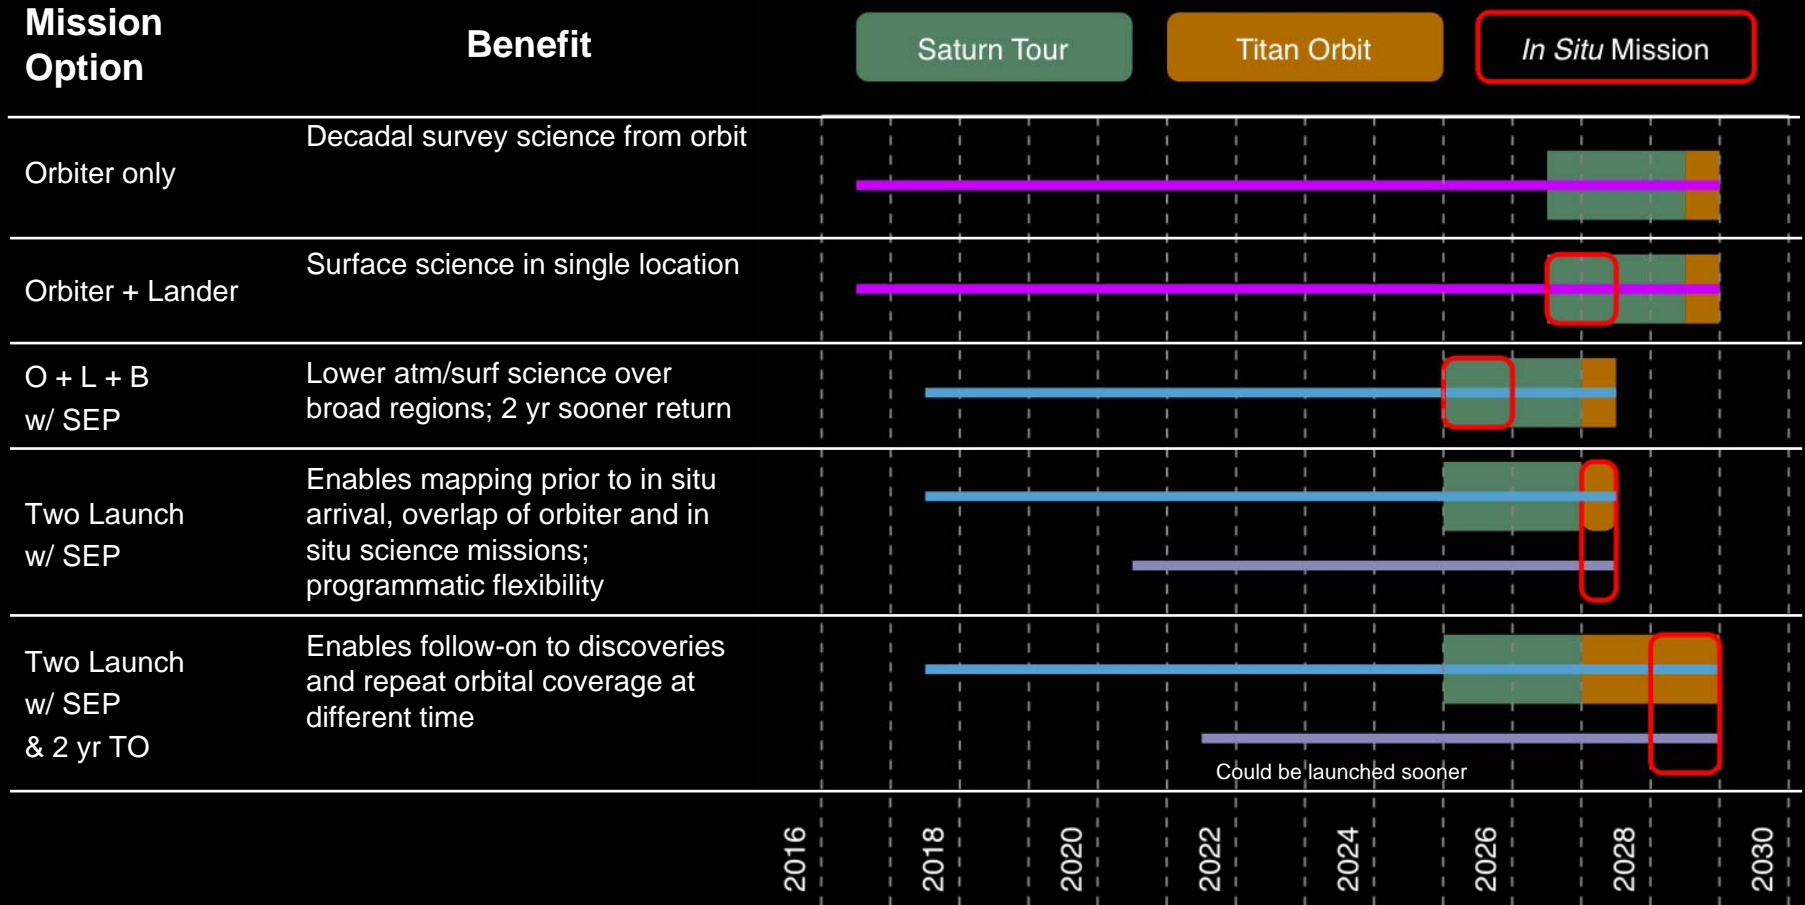 Mission
Option
Benefit
Saturn Tour
Titan Orbit
In Situ Mission
Orbiter only
Decadal survey science from orbit
Orbiter + Lander
Surface science in single location
O + L + B
w/ SEP
Lower atm/surf science over
broad regions; 2 yr sooner return
Two Launch
w/ SEP
Enables mapping prior to in situ
arrival, overlap of orbiter and in
situ science missions;
programmatic flexibility
Two Launch
w/ SEP
& 2 yr TO
Enables follow-on to discoveries
and repeat orbital coverage at
different time
Could be launched sooner
2016
2018
2020
2022
2024
2026
2028
2030